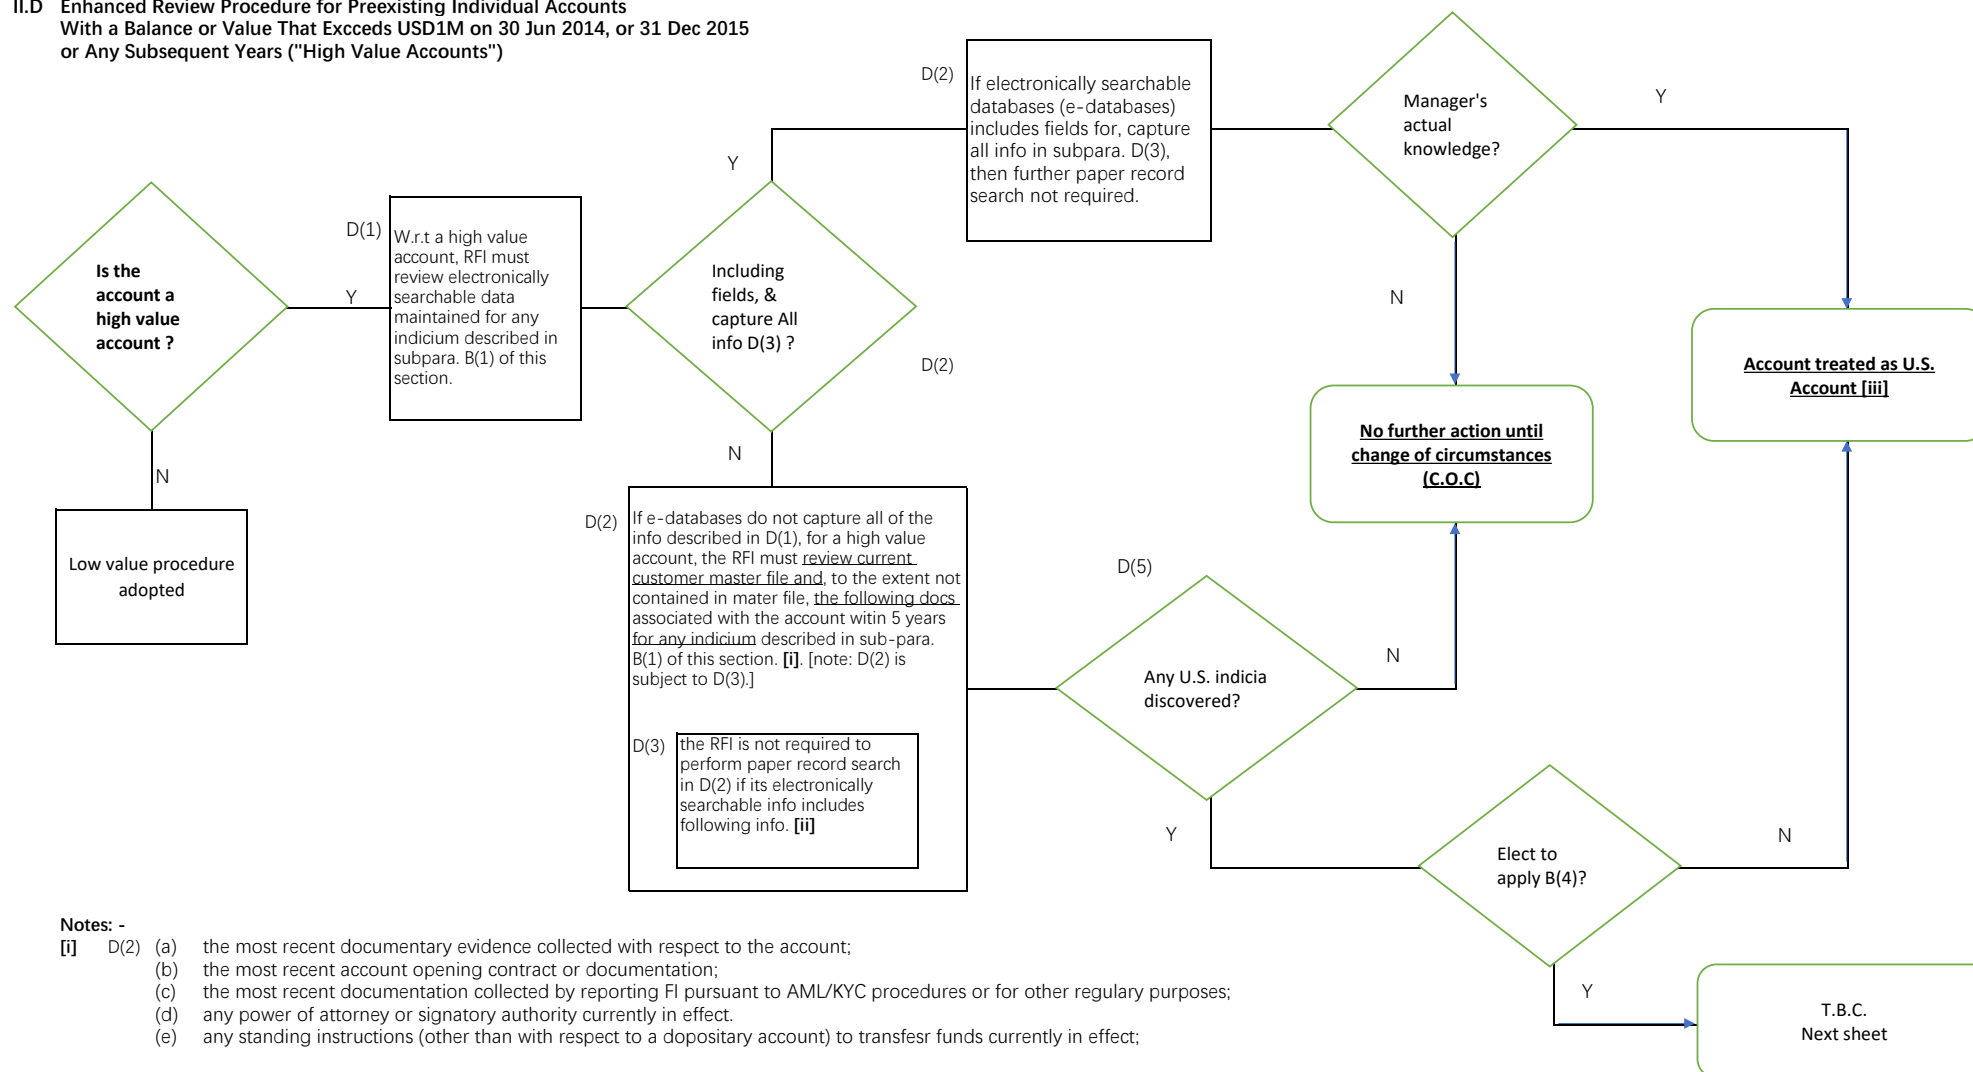 II.D Enhanced Review Procedure for Preexisting Individual Accounts
With a Balance or Value That Excceds USD1M on 30 Jun 2014, or 31 Dec 2015
or Any Subsequent Years ("High Value Accounts")
Is the
account a
high value
account ?
Y
N
Low value procedure
adopted
D(1)
W.r.t a high value
account, RFI must
review electronically
searchable data
maintained for any
indicium described in
subpara. B(1) of this
section.
Including
fields, &
capture All
info D(3) ?
Y
D(2)
N
D(2)
If electronically searchable
databases (e-databases)
includes fields for, capture
all info in subpara. D(3),
then further paper record
search not required.
Manager's
actual
knowledge?
Y
N
Account treated as U.S.
Account [iii]
No further action until
change of circumstances
(C.O.C)
D(2)
If e-databases do not capture all of the
info described in D(1), for a high value
account, the RFI must review current
customer master file and, to the extent not
contained in mater file, the following docs
associated with the account witin 5 years
for any indicium described in sub-para.
B(1) of this section. [i]. [note: D(2) is
subject to D(3).]
D(3)
the RFI is not required to
perform paper record search
in D(2) if its electronically
searchable info includes
following info. [ii]
D(5)
Any U.S. indicia
discovered?
N
Y
Elect to
apply B(4)?
N
Y
T.B.C.
Next sheet
Notes: -
[i] D(2) (a) the most recent documentary evidence collected with respect to the account;
(b) the most recent account opening contract or documentation;
(c) the most recent documentation collected by reporting FI pursuant to AML/KYC procedures or for other regulary purposes;
(d) any power of attorney or signatory authority currently in effect.
(e) any standing instructions (other than with respect to a dopositary account) to transfesr funds currently in effect;